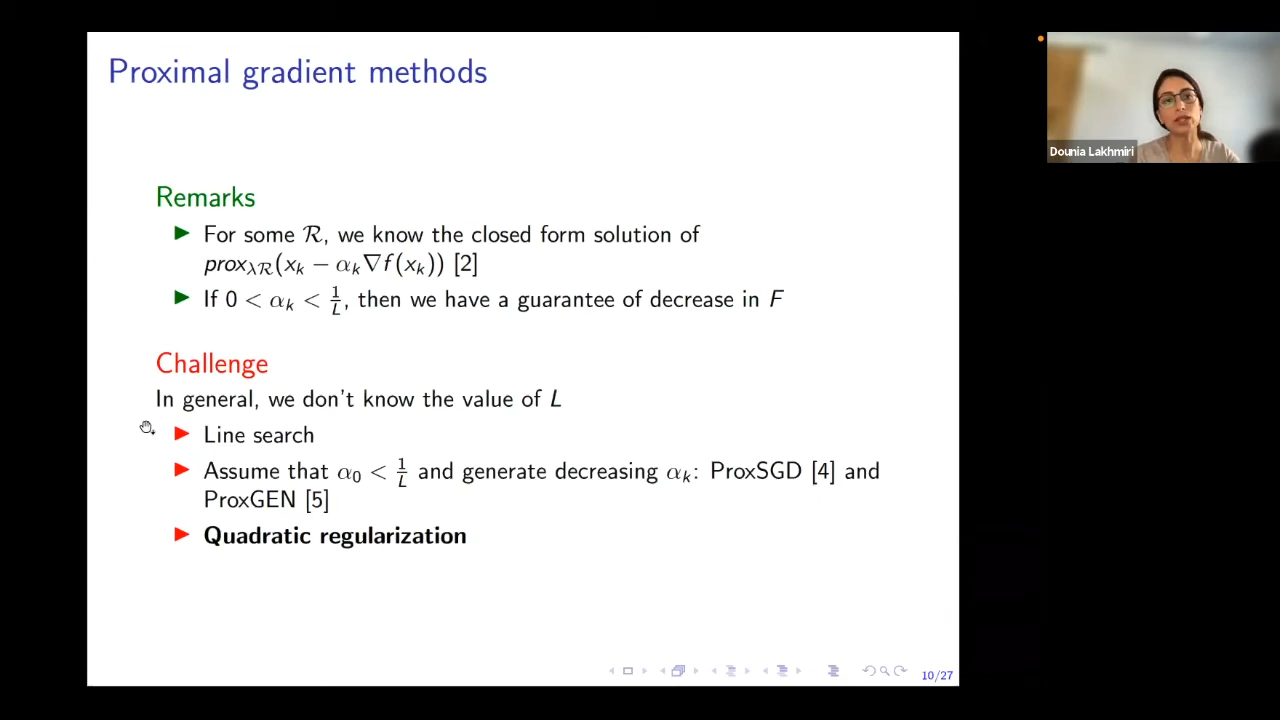 Proximal gradient methods
Dounia Lakhmiri
Remarks
▶ For some ℛ, we know the closed form solution of
prox_{λℛ}(x_k − α_k∇f(x_k)) [2]
▶ If 0 < α_k < 1/L, then we have a guarantee of decrease in F
Challenge
In general, we don't know the value of L
▶ Line search
▶ Assume that α_0 < 1/L and generate decreasing α_k: ProxSGD [4] and
ProxGEN [5]
▶ Quadratic regularization
10/27